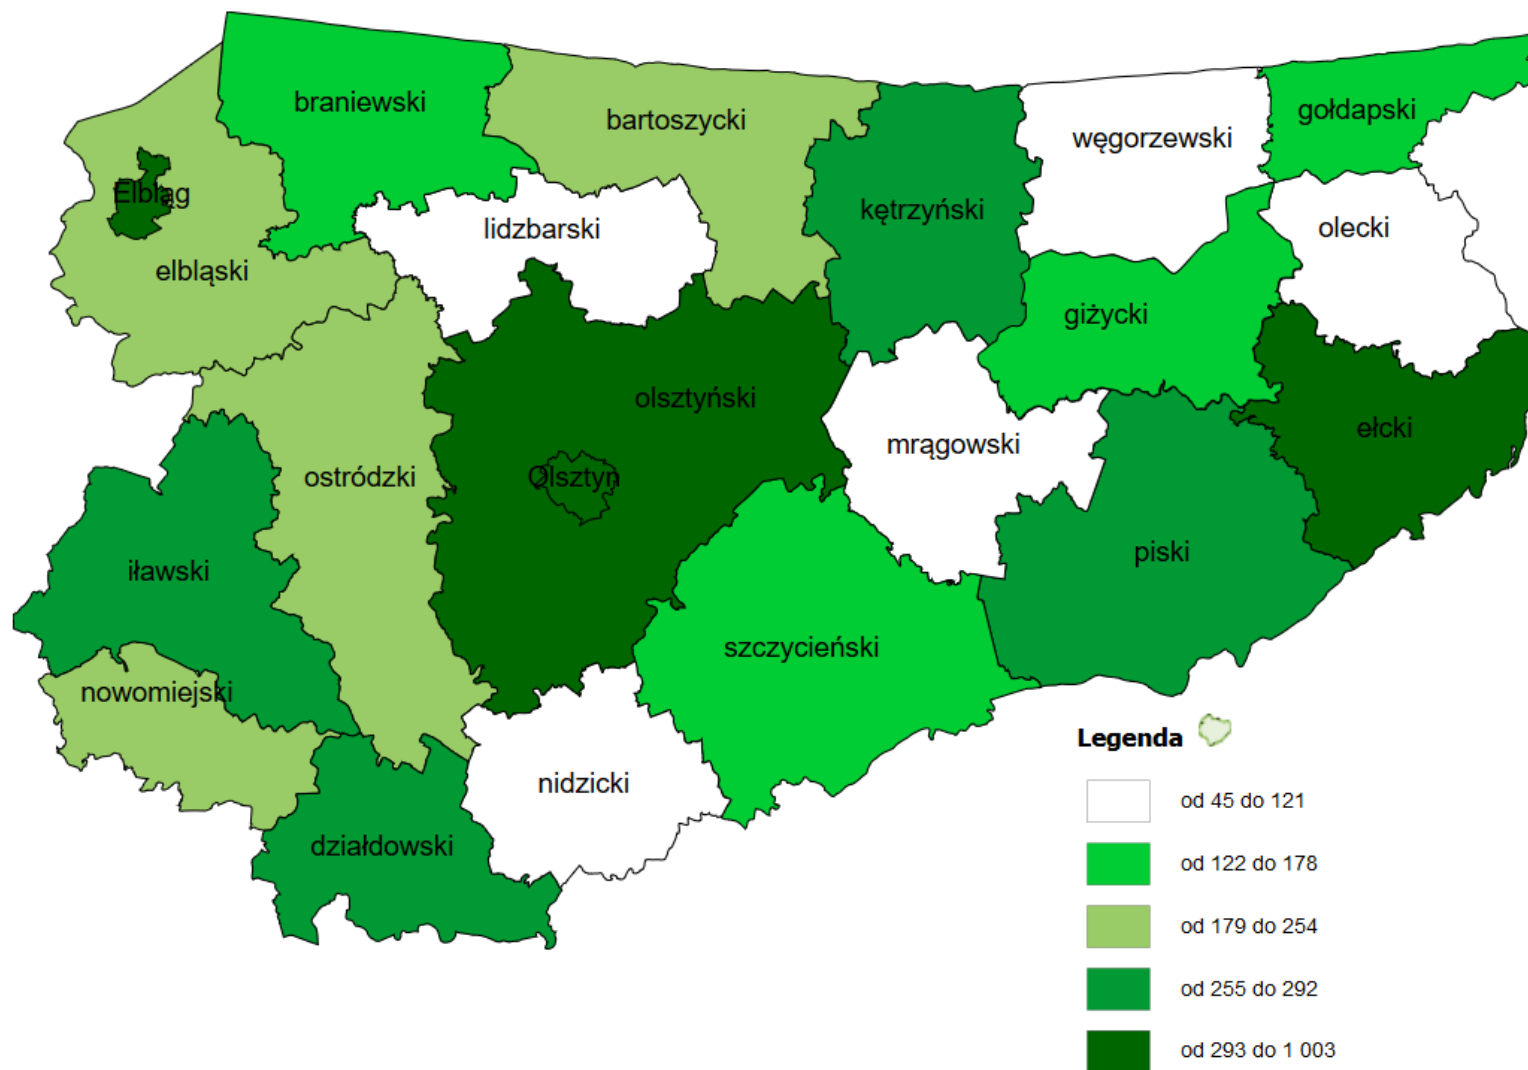 braniewski
bartoszycki
gołdapski
węgorzewski
Elbląg
kętrzyński
lidzbarski
olecki
elbląski
giżycki
olsztyński
ełcki
mrągowski
ostródzki
Olsztyn
piski
iławski
szczycieński
nowomiejski
nidzicki
działdowski
Legenda
od 45 do 121
od 122 do 178
od 179 do 254
od 255 do 292
od 293 do 1 003